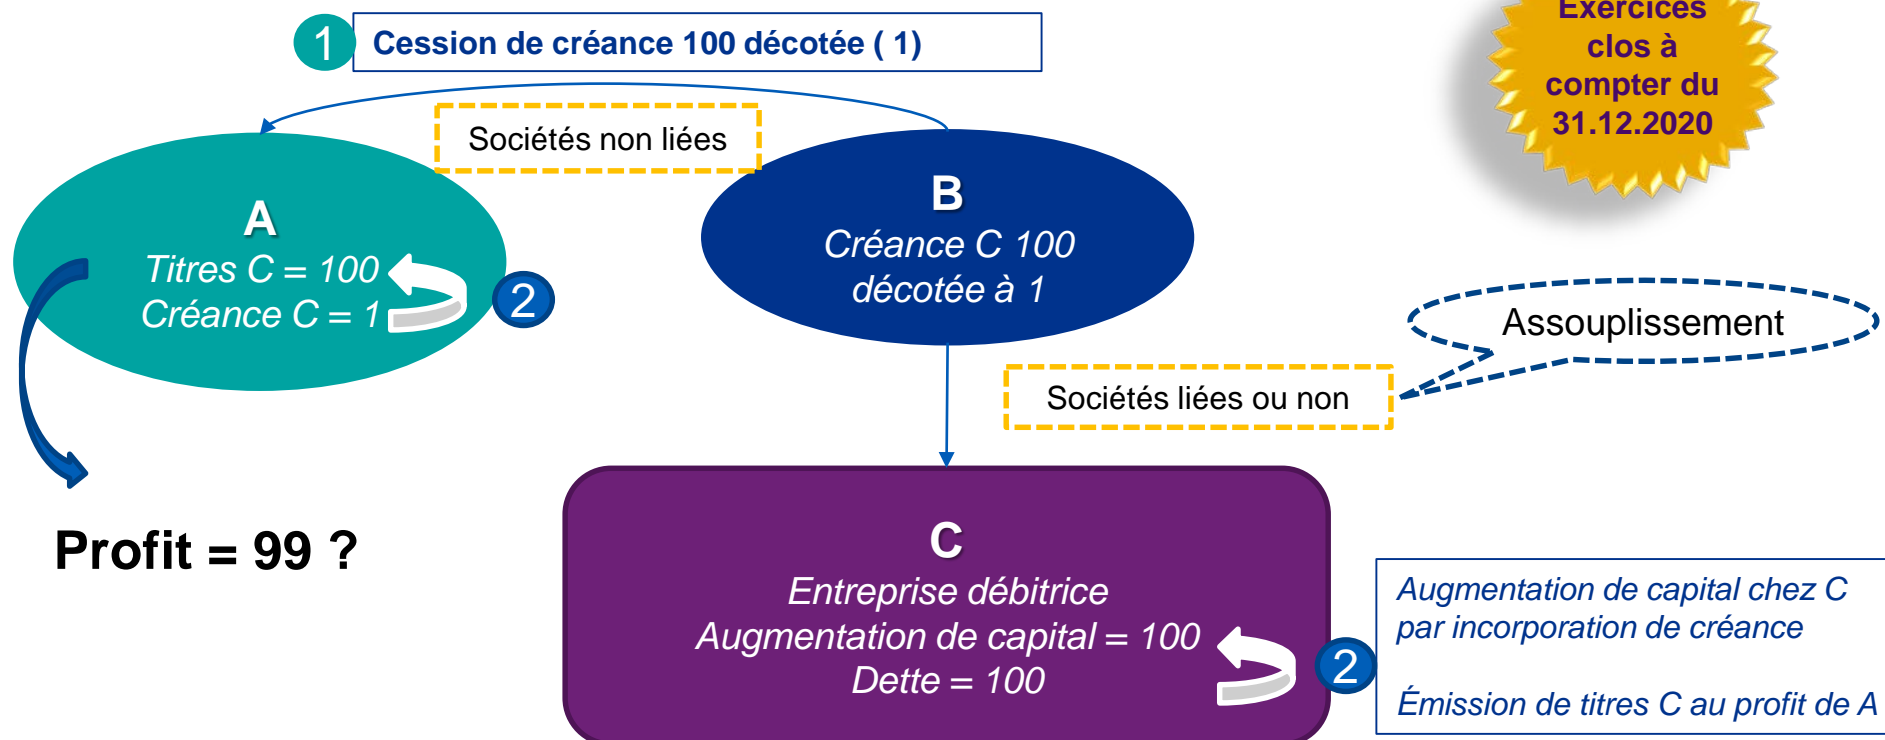 1
Cession de créance 100 décotée ( 1)
Exercices
clos à
compter du
31.12.2020
Sociétés non liées
A
Titres C = 100
Créance C = 1
2
B
Créance C 100
décotée à 1
Assouplissement
Sociétés liées ou non
Profit = 99 ?
C
Entreprise débitrice
Augmentation de capital = 100
Dette = 100
2
Augmentation de capital chez C
par incorporation de créance
Émission de titres C au profit de A